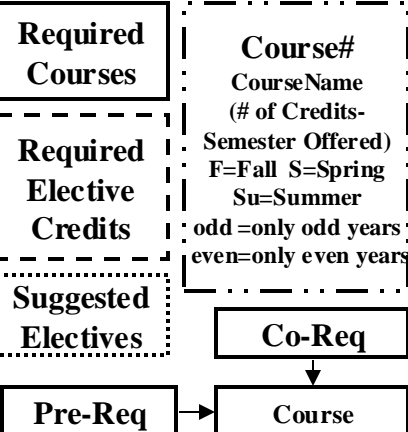 Required
Courses
Required
Elective
Credits
Suggested
Electives
Course#
CourseName
(# of Credits-
Semester Offered)
F=Fall S=Spring
Su=Summer
odd =only odd years
even=only even years
Co-Req
Pre-Req
Course